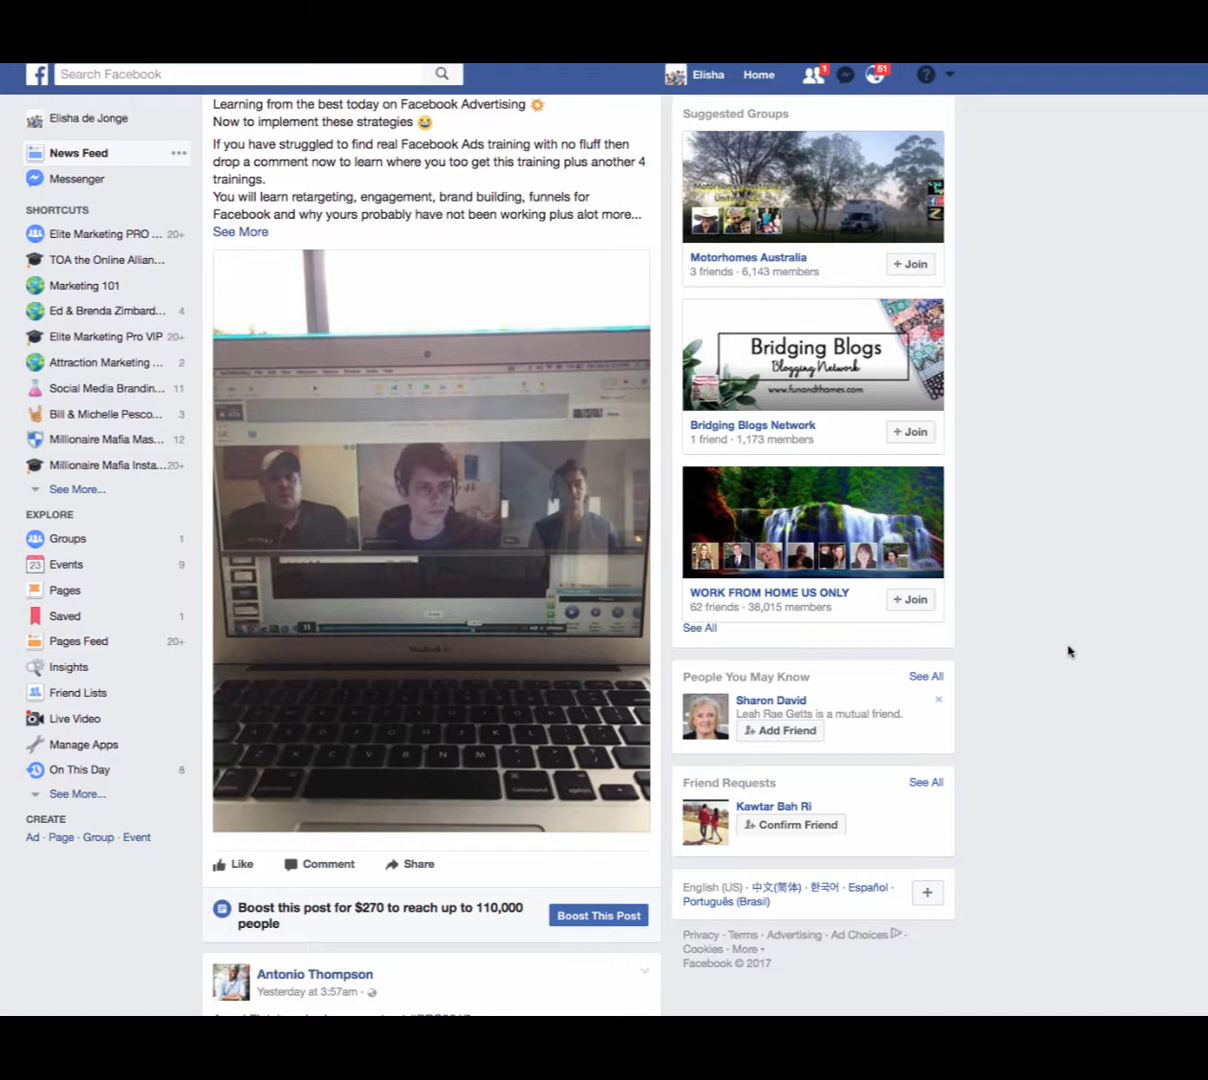 Search Facebook
Elisha
Home
1
51
Elisha de Jonge
News Feed
Messenger
SHORTCUTS
Elite Marketing PRO ... 20+
TOA the Online Allian...
Marketing 101
Ed & Brenda Zimbard... 4
Elite Marketing Pro VIP 20+
Attraction Marketing ... 2
Social Media Brandin... 11
Bill & Michelle Pesco... 3
Millionaire Mafia Mas... 12
Millionaire Mafia Insta... 20+
See More...
EXPLORE
Groups 1
23 Events 9
Pages
Saved 1
Pages Feed 20+
Insights
Friend Lists
Live Video
Manage Apps
On This Day 8
See More...
CREATE
Ad · Page · Group · Event
Learning from the best today on Facebook Advertising
Now to implement these strategies
If you have struggled to find real Facebook Ads training with no fluff then
drop a comment now to learn where you too get this training plus another 4
trainings.
You will learn retargeting, engagement, brand building, funnels for
Facebook and why yours probably have not been working plus alot more...
See More
command
option
Like Comment Share
Boost this post for $270 to reach up to 110,000
people
Boost This Post
Antonio Thompson
Yesterday at 3:57am ·
Suggested Groups
Motorhomes Australia
3 friends · 6,143 members
+ Join
Bridging Blogs
Blogging Network
www.funandthames.com
Bridging Blogs Network
1 friend · 1,173 members
+ Join
WORK FROM HOME US ONLY
62 friends · 38,015 members
+ Join
See All
People You May Know See All
Sharon David
Leah Rae Getts is a mutual friend.
Add Friend
Friend Requests See All
Kawtar Bah Ri
Confirm Friend
English (US) · 中文(简体) · 한국어 · Español ·
Português (Brasil)
Privacy · Terms · Advertising · Ad Choices ·
Cookies · More
Facebook © 2017